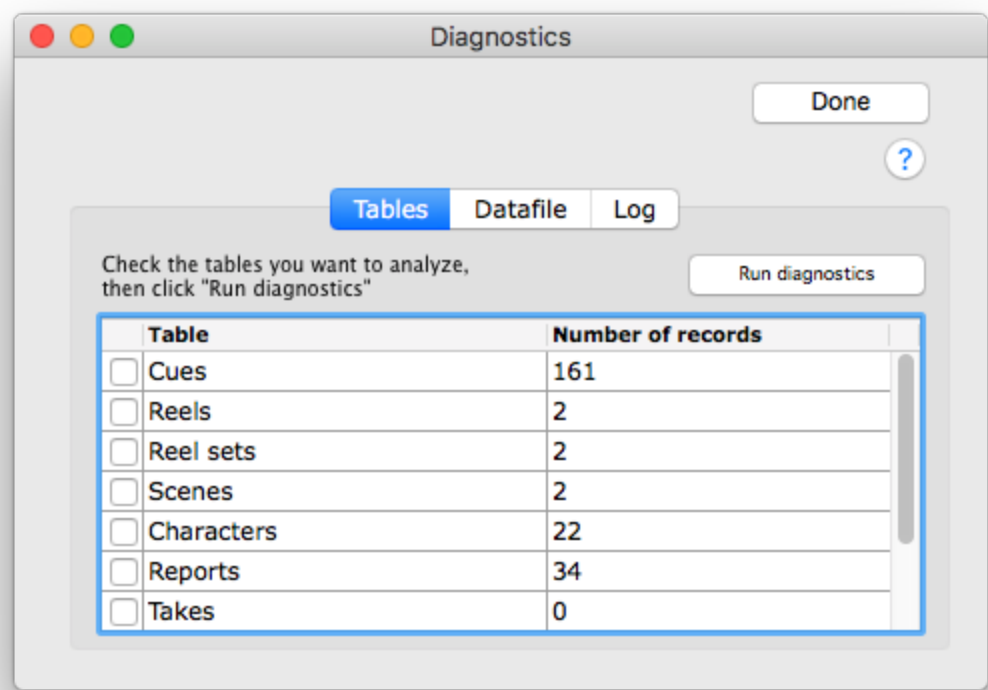 Diagnostics
Done
?
Tables Datafile Log
Check the tables you want to analyze,
then click "Run diagnostics"
Run diagnostics
Table Number of records
Cues 161
Reels 2
Reel sets 2
Scenes 2
Characters 22
Reports 34
Takes 0